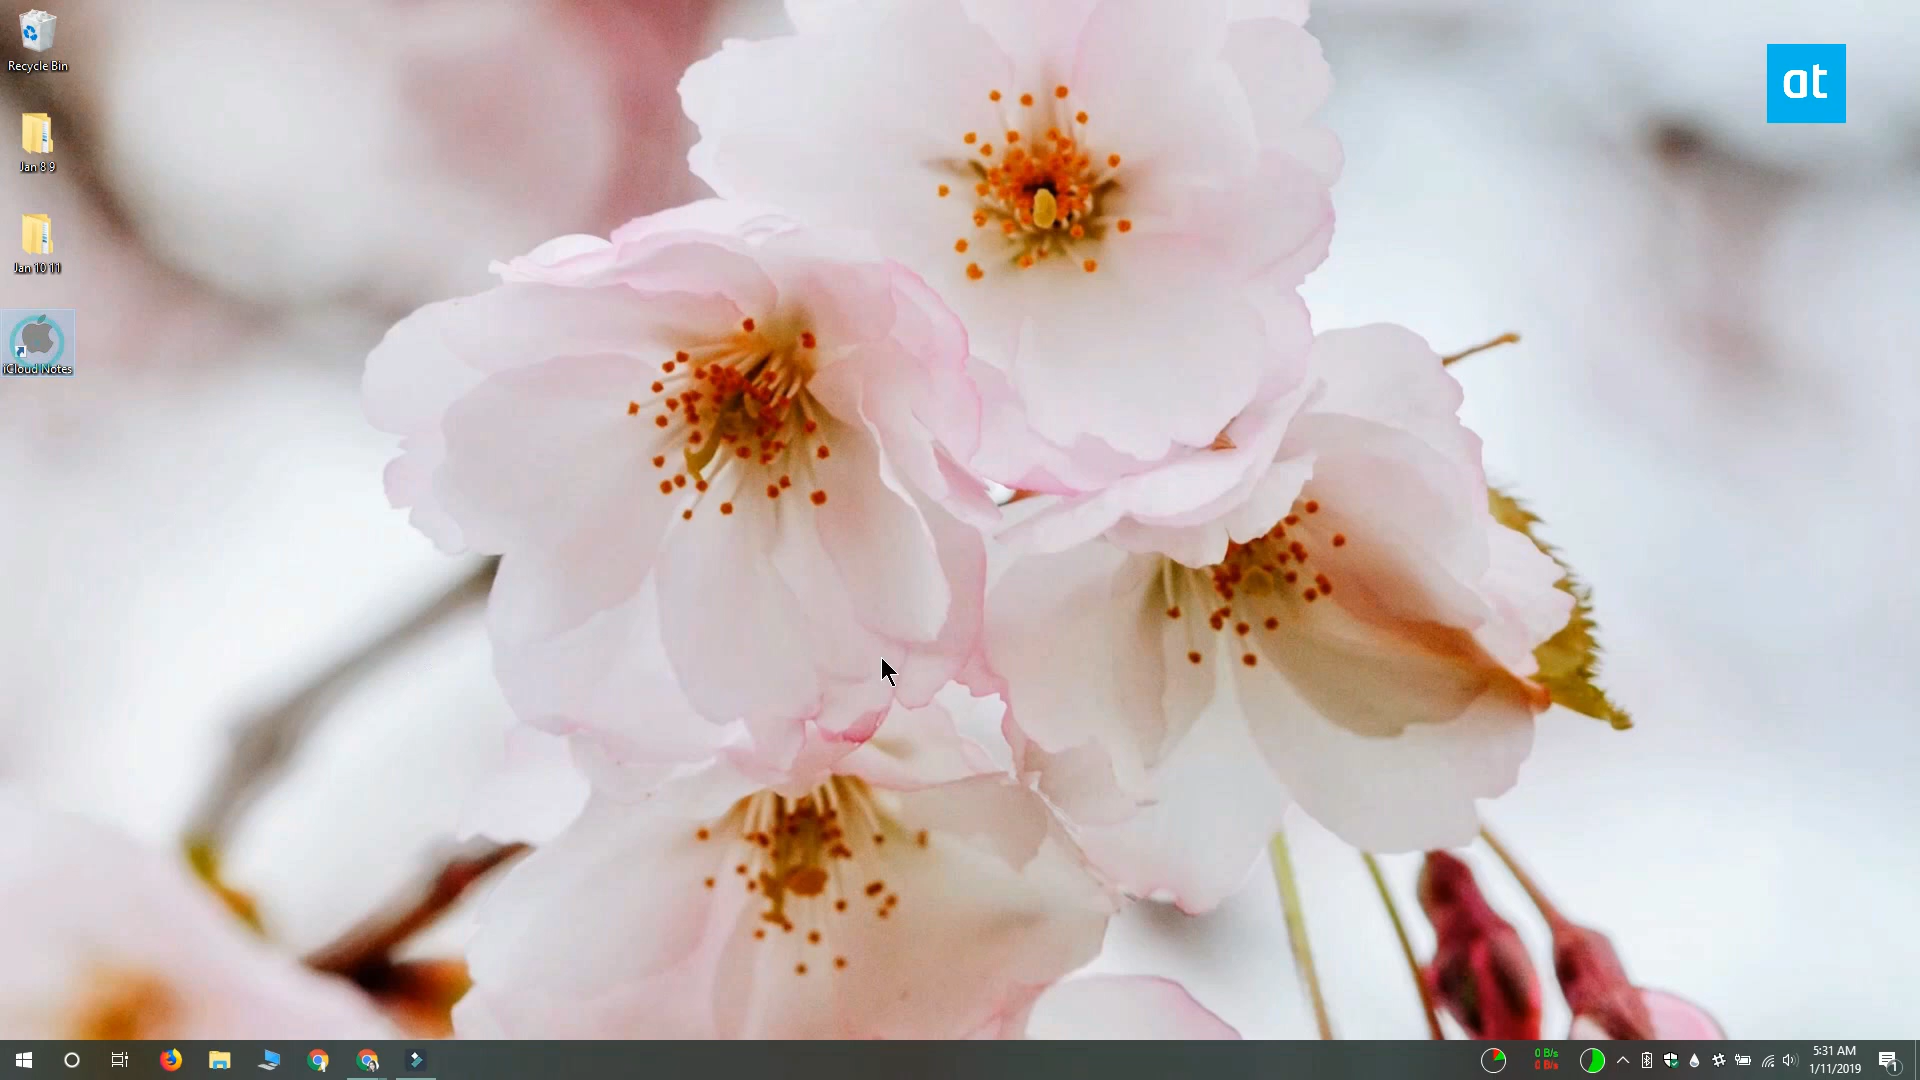 Recycle Bin
at
Jan 8 9
Jan 10 11
iCloud Notes
0 B/s
0 B/s
5:31 AM
1/11/2019
1